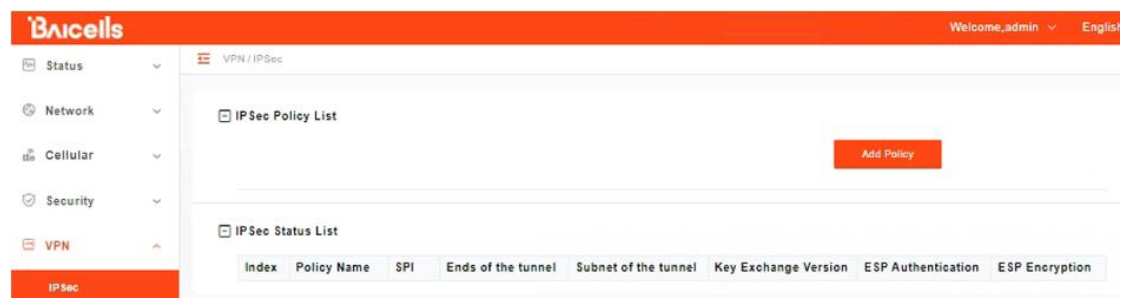 Baicells
Welcome,admin English
Status
VPN / IPSec
Network
IPSec Policy List
Cellular
Add Policy
Security
IPSec Status List
VPN
Index Policy Name SPI Ends of the tunnel Subnet of the tunnel Key Exchange Version ESP Authentication ESP Encryption
IPSec